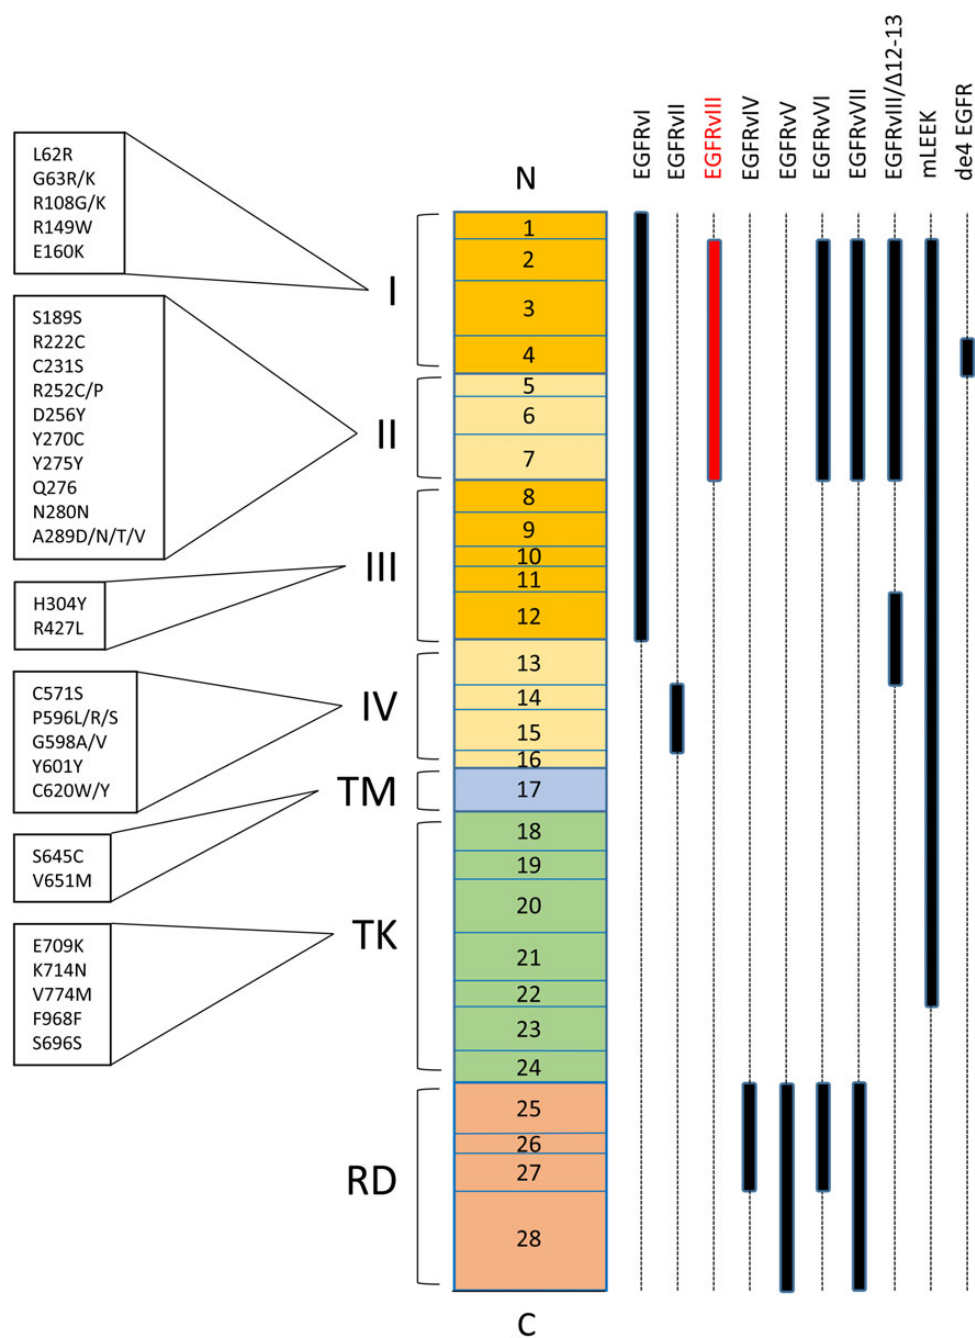 EGFRvI
EGFRvII
EGFRvIII
EGFRvIV
EGFRvV
EGFRvVI
EGFRvVII
EGFRvIII/Δ12-13
mLEEK
de4 EGFR
N
L62R
G63R/K
R108G/K
R149W
E160K
S189S
R222C
C231S
R252C/P
D256Y
Y270C
Y275Y
Q276
N280N
A289D/N/T/V
H304Y
R427L
C571S
P596L/R/S
G598A/V
Y601Y
C620W/Y
S645C
V651M
E709K
K714N
V774M
F968F
S696S
I
II
III
IV
TM
TK
RD
1
2
3
4
5
6
7
8
9
10
11
12
13
14
15
16
17
18
19
20
21
22
23
24
25
26
27
28
C